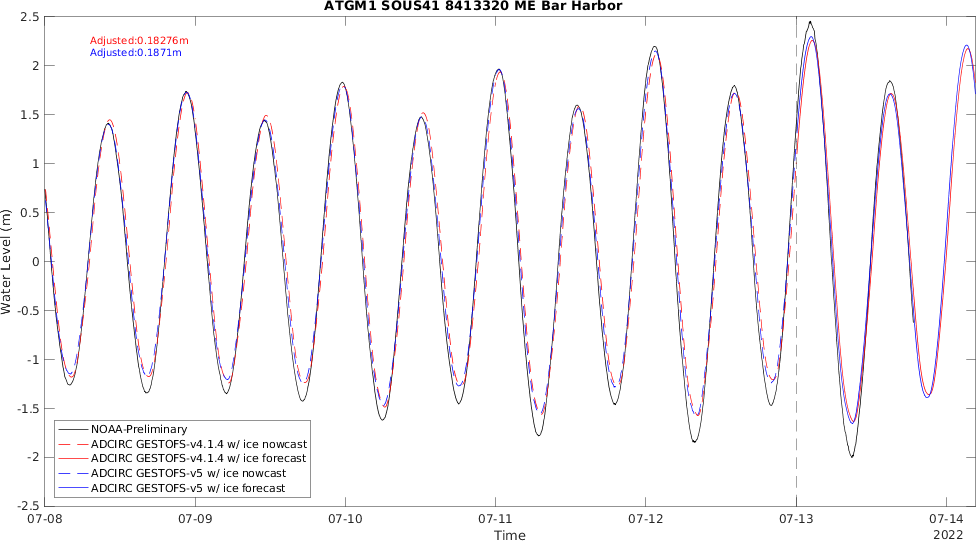 ATGM1 SOUS41 8413320 ME Bar Harbor
Adjusted:0.18276m
Adjusted:0.1871m
2.5
2
1.5
1
0.5
0
-0.5
-1
-1.5
-2
-2.5
Water Level (m)
NOAA-Preliminary
ADCIRC GESTOFS-v4.1.4 w/ ice nowcast
ADCIRC GESTOFS-v4.1.4 w/ ice forecast
ADCIRC GESTOFS-v5 w/ ice nowcast
ADCIRC GESTOFS-v5 w/ ice forecast
07-08 07-09 07-10 07-11 07-12 07-13 07-14
Time
2022